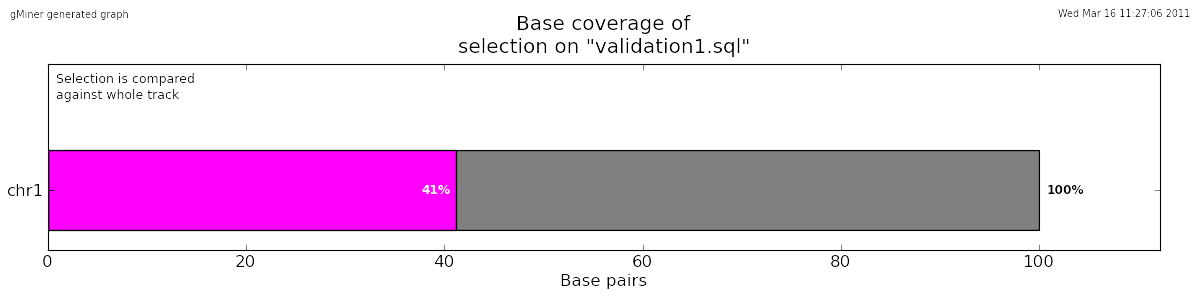 gMiner generated graph
Wed Mar 16 11:27:06 2011
Base coverage of
selection on "validation1.sql"
Selection is compared
against whole track
chr1
41%
100%
0 20 40 60 80 100
Base pairs